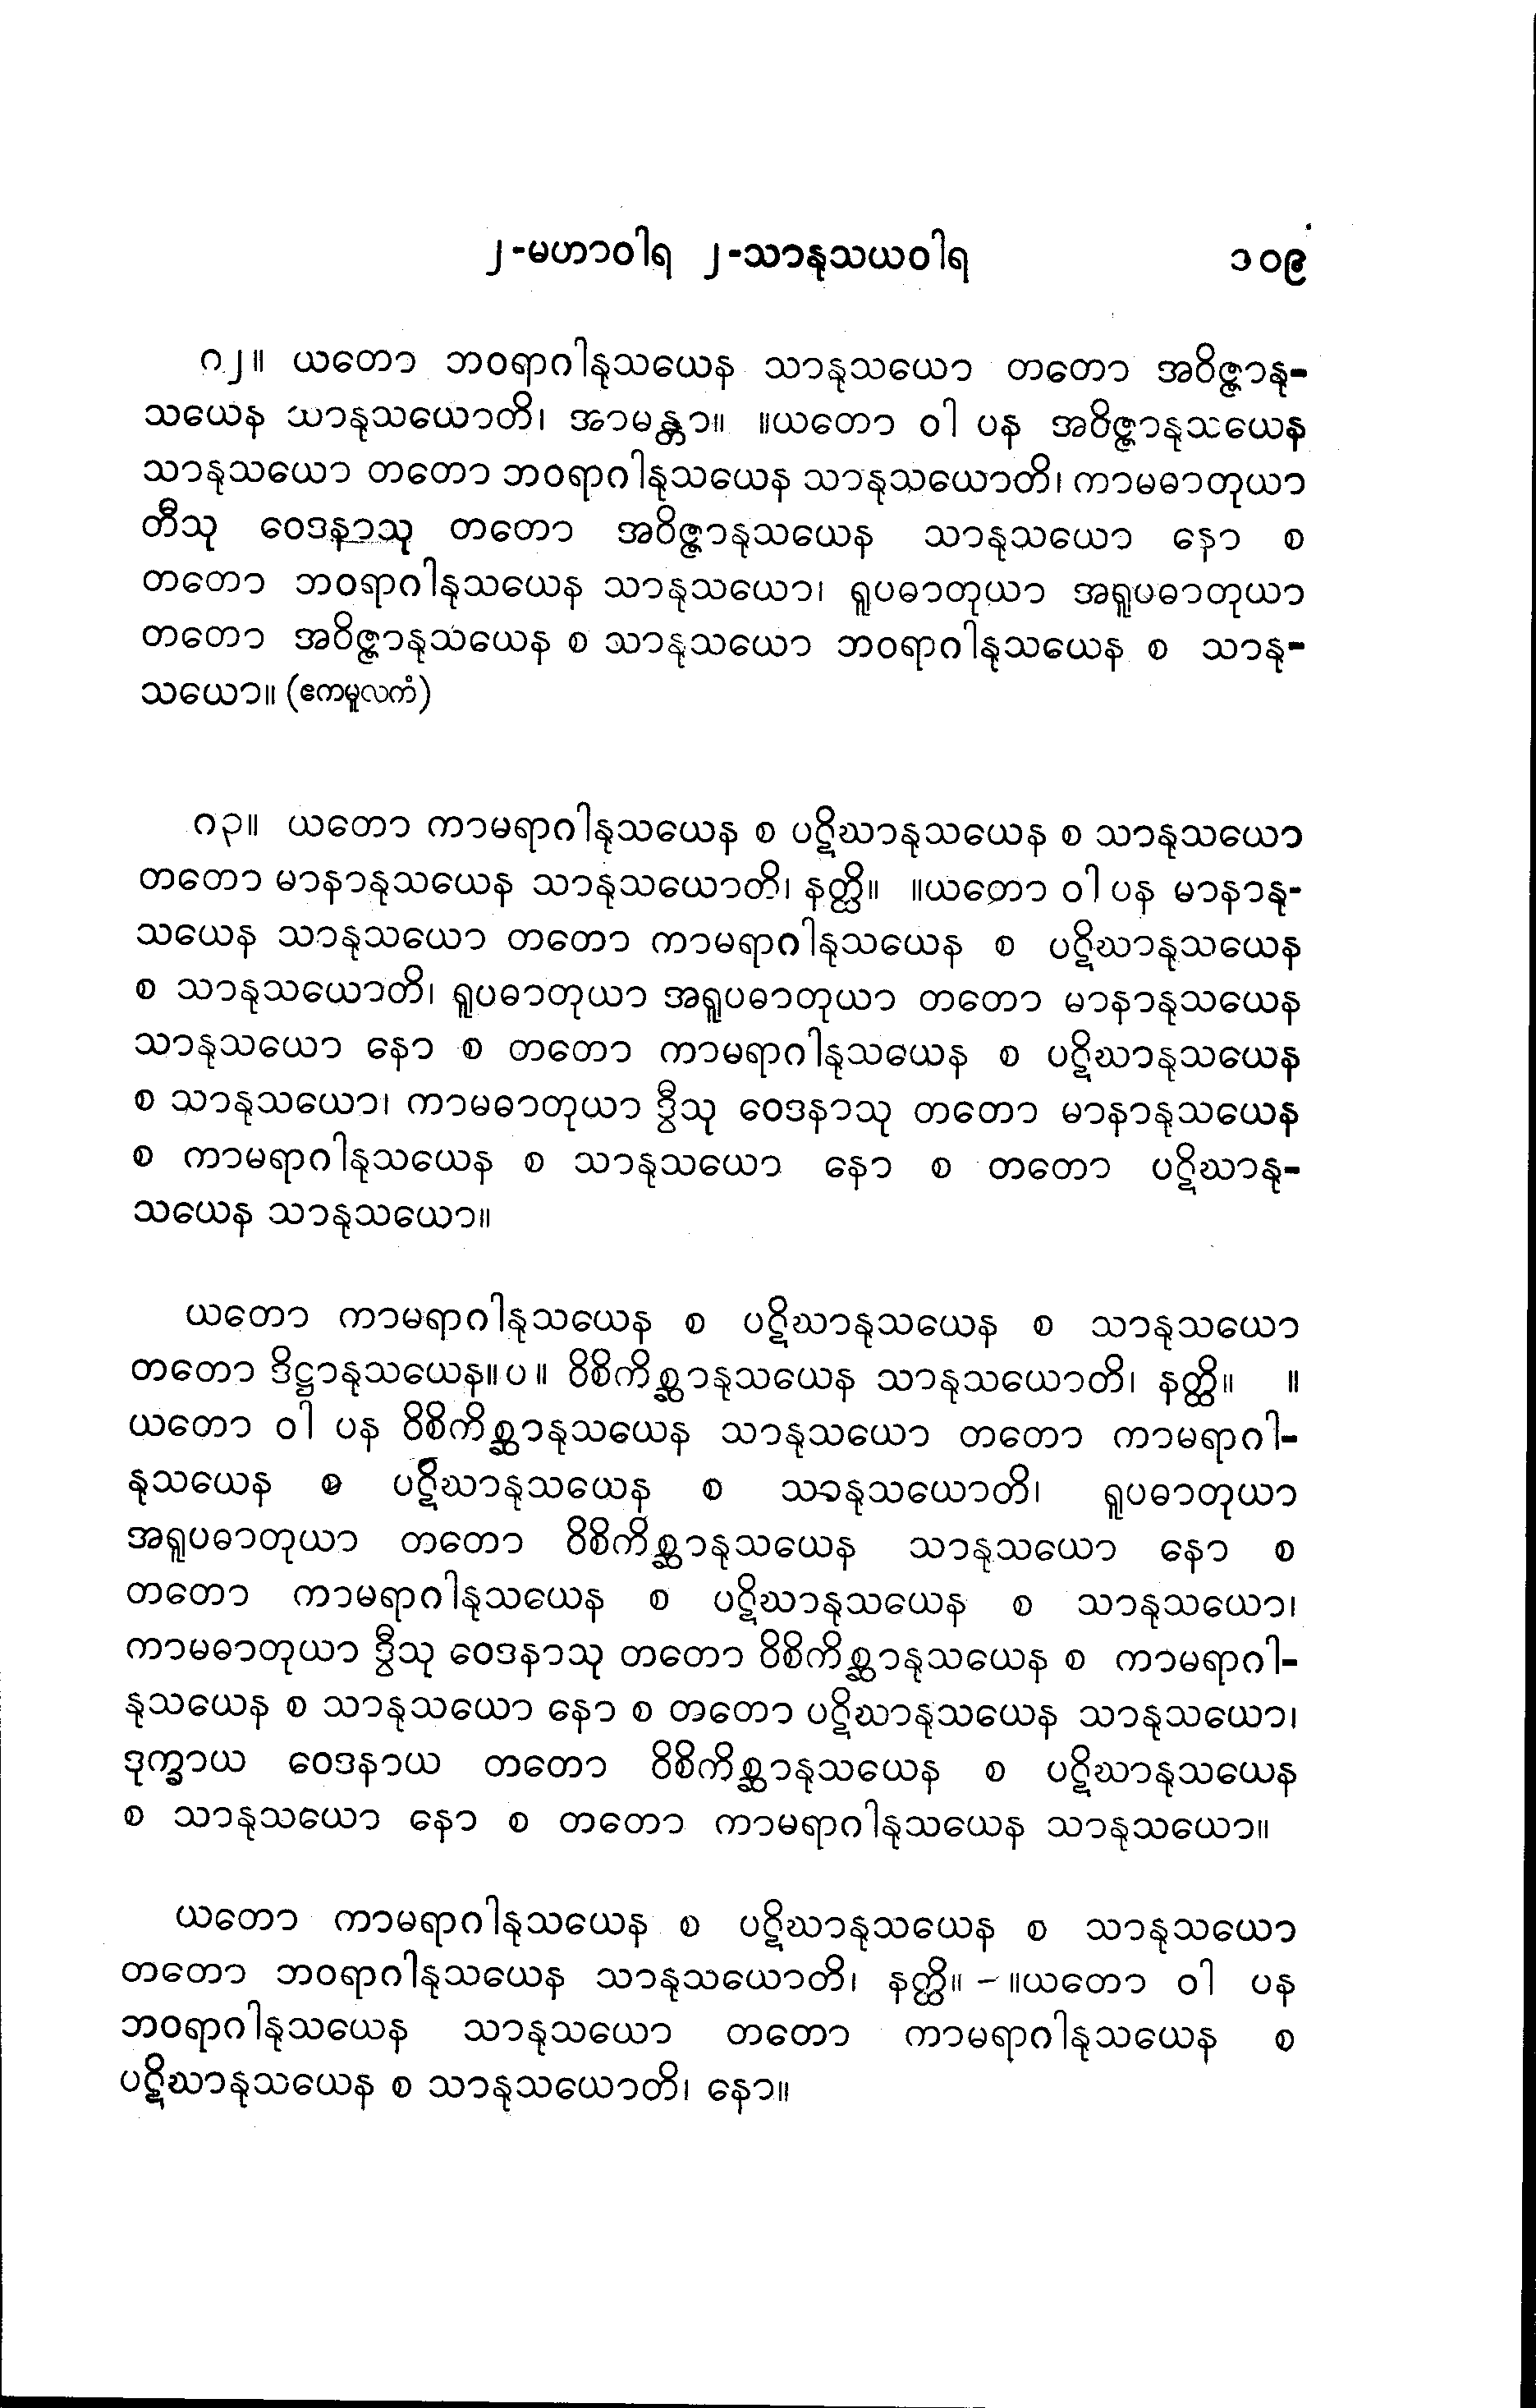 ၂-မဟာဝါရ ၂-သာနုသယဝါရ ၁၀၉
ဂ၂။ ယတော ဘဝရာဂါနုသယေန သာနုသယော တတော အဝိဇ္ဇာနု-
သယေန သာနုသယောတိ၊ အာမန္တာ။ ။ယတော ဝါ ပန အဝိဇ္ဇာနုသယေန
သာနုသယော တတော ဘဝရာဂါနုသယေန သာနုသယောတိ၊ ကာမဓာတုယာ
တီသု ဝေဒနာသု တတော အဝိဇ္ဇာနုသယေန သာနုသယော နော စ
တတော ဘဝရာဂါနုသယေန သာနုသယော၊ ရူပဓာတုယာ အရူပဓာတုယာ
တတော အဝိဇ္ဇာနုသယေန စ သာနုသယော ဘဝရာဂါနုသယေန စ သာနု-
သယော။ (ဧကမူလကံ)
ဂ၃။ ယတော ကာမရာဂါနုသယေန စ ပဋိဃာနုသယေန စ သာနုသယော
တတော မာနာနုသယေန သာနုသယောတိ၊ နတ္ထိ။ ။ယတော ဝါ ပန မာနာနု-
သယေန သာနုသယော တတော ကာမရာဂါနုသယေန စ ပဋိဃာနုသယေန
စ သာနုသယောတိ၊ ရူပဓာတုယာ အရူပဓာတုယာ တတော မာနာနုသယေန
သာနုသယော နော စ တတော ကာမရာဂါနုသယေန စ ပဋိဃာနုသယေန
စ သာနုသယော၊ ကာမဓာတုယာ ဒွီသု ဝေဒနာသု တတော မာနာနုသယေန
စ ကာမရာဂါနုသယေန စ သာနုသယော နော စ တတော ပဋိဃာနု-
သယေန သာနုသယော။
ယတော ကာမရာဂါနုသယေန စ ပဋိဃာနုသယေန စ သာနုသယော
တတော ဒိဋ္ဌာနုသယေန။ပ။ ဝိစိကိစ္ဆာနုသယေန သာနုသယောတိ၊ နတ္ထိ။ ။
ယတော ဝါ ပန ဝိစိကိစ္ဆာနုသယေန သာနုသယော တတော ကာမရာဂါ-
နုသယေန စ ပဋိဃာနုသယေန စ သာနုသယောတိ၊ ရူပဓာတုယာ
အရူပဓာတုယာ တတော ဝိစိကိစ္ဆာနုသယေန သာနုသယော နော စ
တတော ကာမရာဂါနုသယေန စ ပဋိဃာနုသယေန စ သာနုသယော၊
ကာမဓာတုယာ ဒွီသု ဝေဒနာသု တတော ဝိစိကိစ္ဆာနုသယေန စ ကာမရာဂါ-
နုသယေန စ သာနုသယော နော စ တတော ပဋိဃာနုသယေန သာနုသယော၊
ဒုက္ခာယ ဝေဒနာယ တတော ဝိစိကိစ္ဆာနုသယေန စ ပဋိဃာနုသယေန
စ သာနုသယော နော စ တတော ကာမရာဂါနုသယေန သာနုသယော။
ယတော ကာမရာဂါနုသယေန စ ပဋိဃာနုသယေန စ သာနုသယော
တတော ဘဝရာဂါနုသယေန သာနုသယောတိ၊ နတ္ထိ။ - ။ယတော ဝါ ပန
ဘဝရာဂါနုသယေန သာနုသယော တတော ကာမရာဂါနုသယေန စ
ပဋိဃာနုသယေန စ သာနုသယောတိ၊ နော။